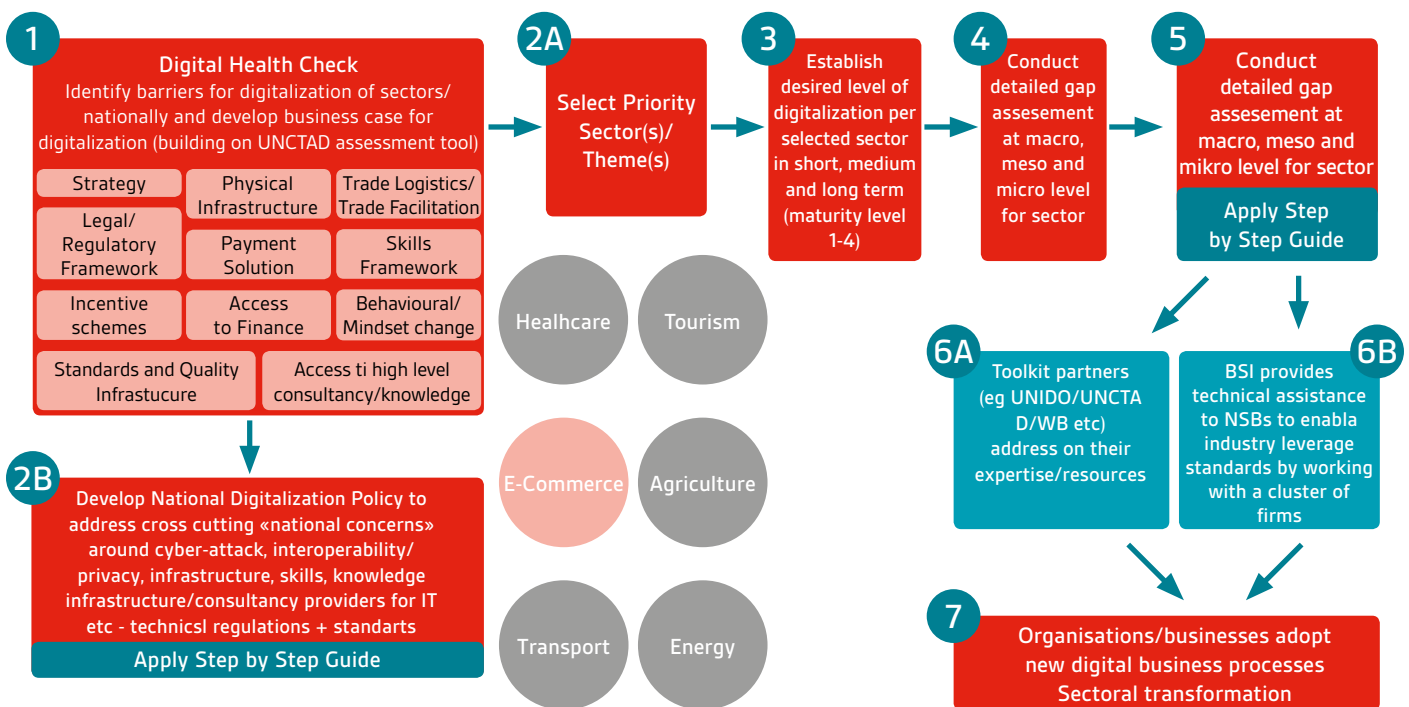 1
Digital Health Check
Identify barriers for digitalization of sectors/
nationally and develop business case for
digitalization (building on UNCTAD assessment tool)
Strategy
Physical
Infrastructure
Trade Logistics/
Trade Facilitation
Legal/
Regulatory
Framework
Payment
Solution
Skills
Framework
Incentive
schemes
Access
to Finance
Behavioural/
Mindset change
Standards and Quality
Infrastucure
Access ti high level
consultancy/knowledge
2A
Select Priority
Sector(s)/
Theme(s)
3
Establish
desired level of
digitalization per
selected sector
in short, medium
and long term
(maturity level
1-4)
4
Conduct
detailed gap
assesement
at macro,
meso and
micro level
for sector
5
Conduct
detailed gap
assesement at
macro, meso and
mikro level for sector
Apply Step
by Step Guide
Healhcare
Tourism
E-Commerce
Agriculture
Transport
Energy
2B
Develop National Digitalization Policy to
address cross cutting «national concerns»
around cyber-attack, interoperability/
privacy, infrastructure, skills, knowledge
infrastructure/consultancy providers for IT
etc - technicsl regulations + standarts
Apply Step by Step Guide
6A
Toolkit partners
(eg UNIDO/UNCTA
D/WB etc)
address on their
expertise/resources
6B
BSI provides
technical assistance
to NSBs to enabla
industry leverage
standards by working
with a cluster of
firms
7
Organisations/businesses adopt
new digital business processes
Sectoral transformation